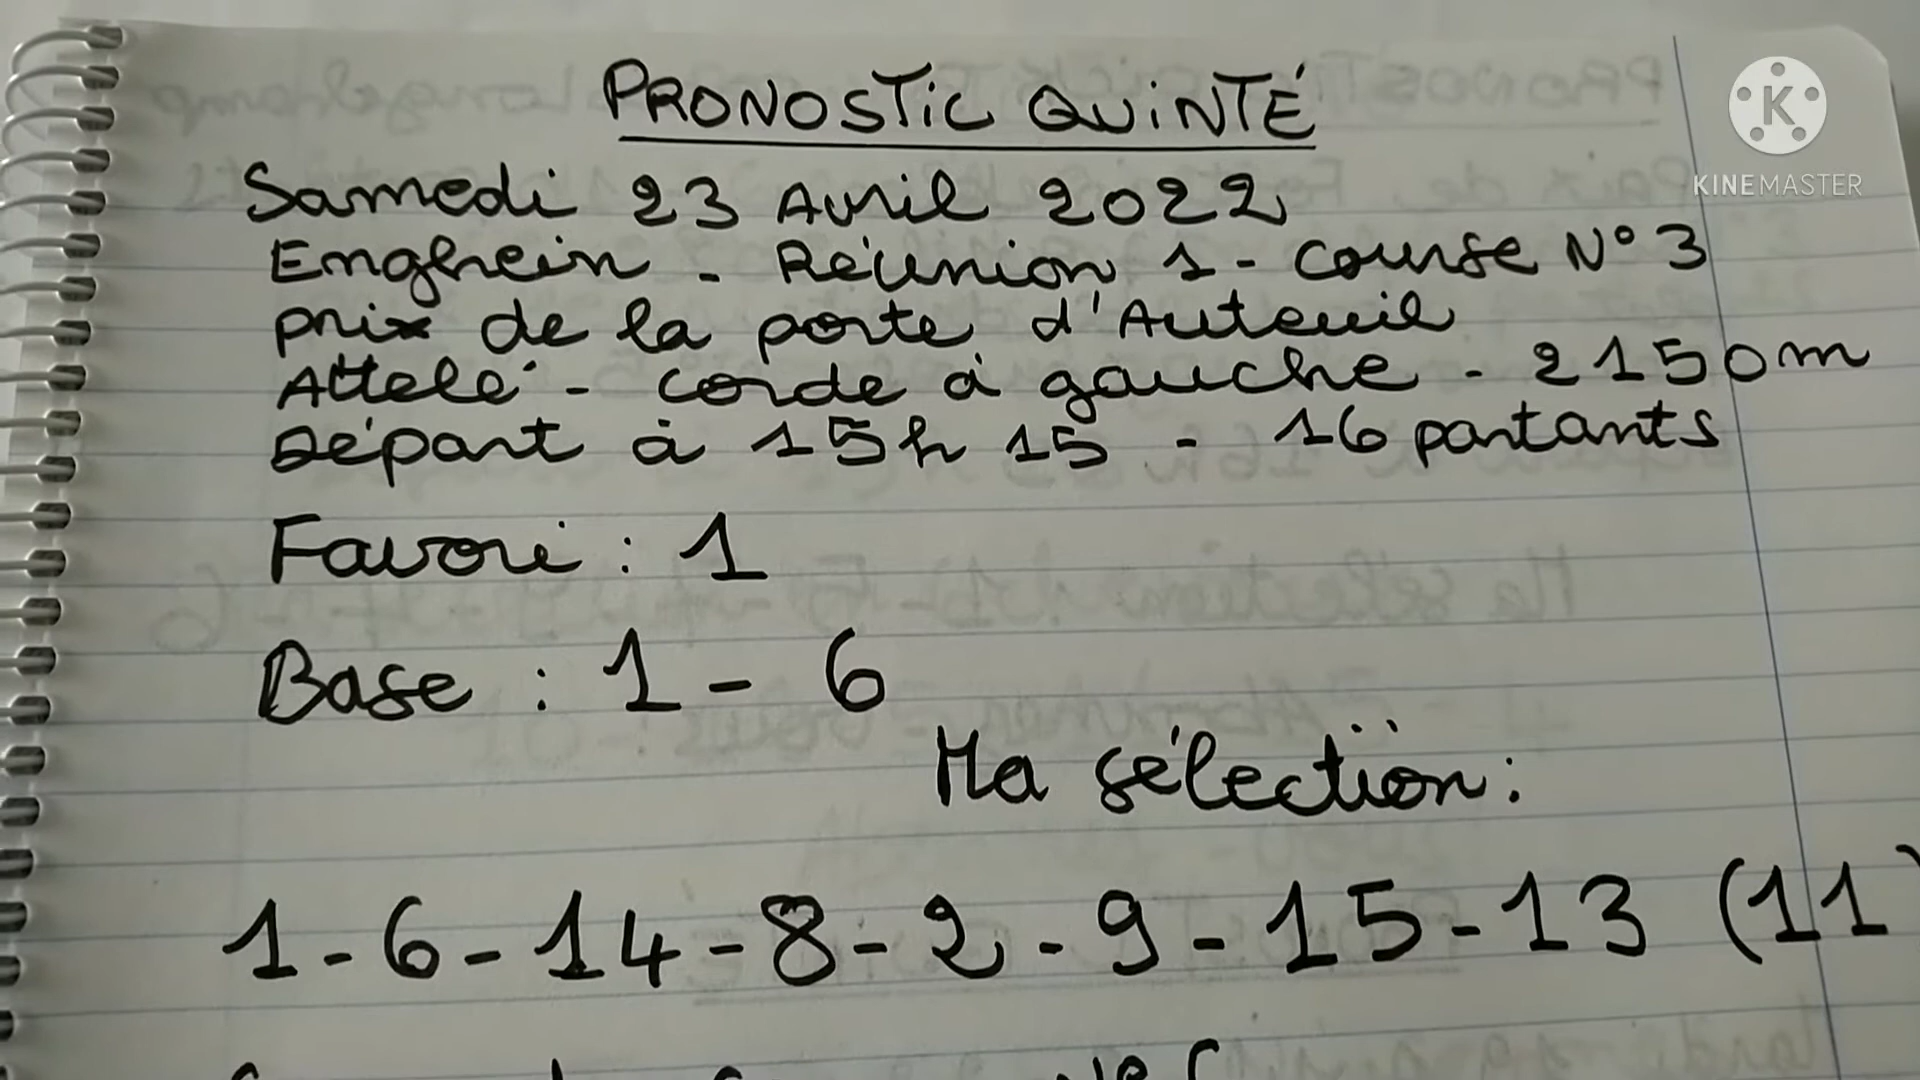 PRONOSTIC QUINTÉ
K
KINEMASTER
Samedi 23 Avril 2022
Enghein - Réunion 1 - course N° 3
prix de la porte d'Auteuil
Attelé - corde à gauche - 2150m
Départ à 15h15 - 16 partants
Favori : 1
Base : 1 - 6
Ma sélection :
1 - 6 - 14 - 8 - 2 - 9 - 15 - 13 (11)